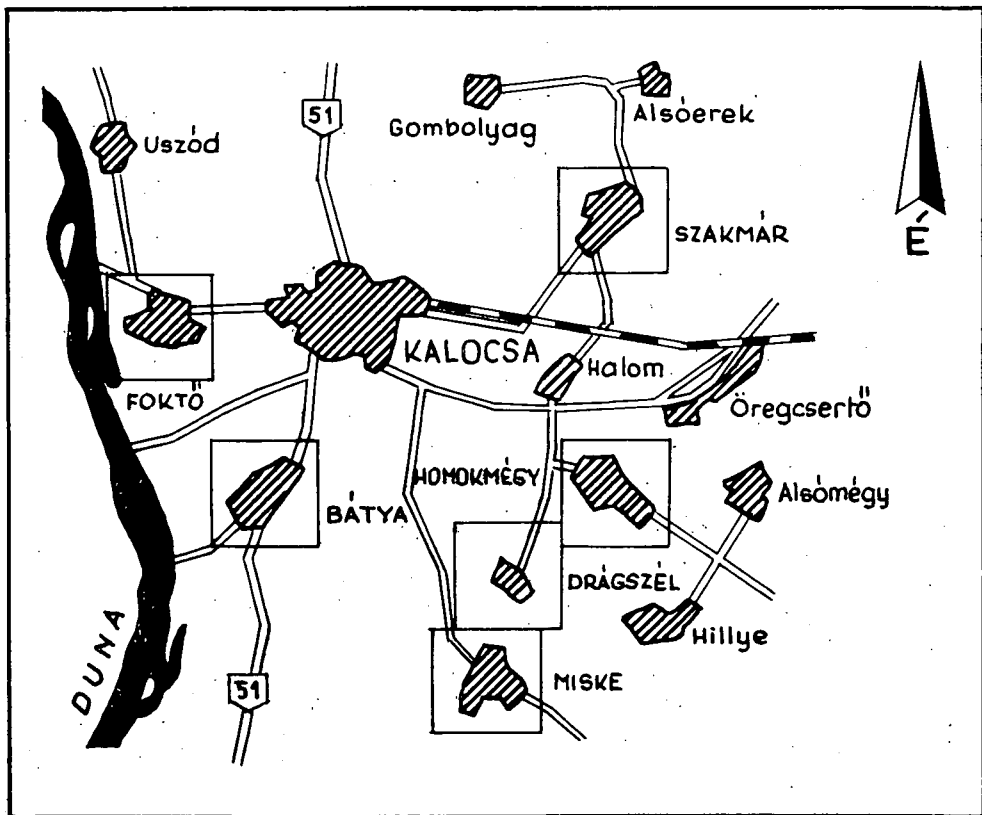 51
Gombolyag
Alsóerek
Uszód
SZAKMÁR
É
KALOCSA
Halom
FOKTŐ
Öregcsertő
HOMOKMÉGY
Alsómégy
BÁTYA
DRÁGSZÉL
Hillye
DUNA
51
MISKE